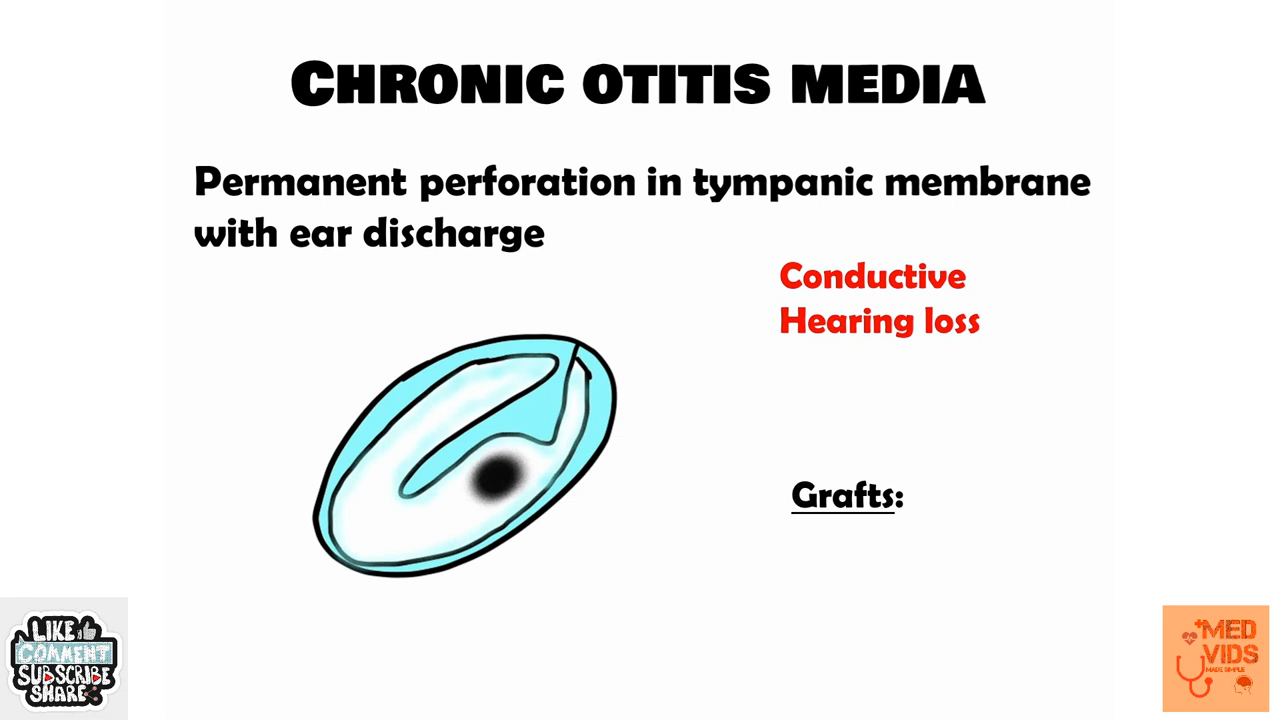 CHRONIC OTITIS MEDIA
Permanent perforation in tympanic membrane
with ear discharge
Conductive
Hearing loss
Grafts:
LIKE
COMMENT
SUBSCRIBE
SHARE
MED
VIDS
MADE SIMPLE